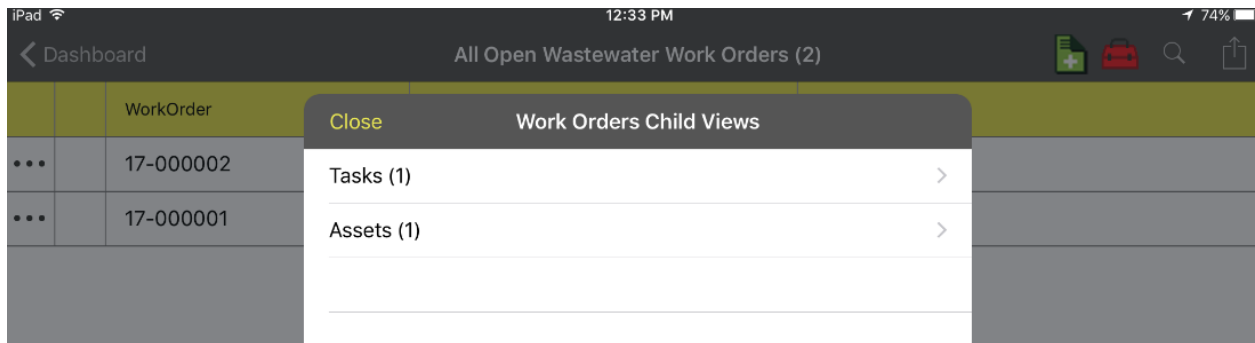 iPad 12:33 PM 74%
Dashboard All Open Wastewater Work Orders (2)
WorkOrder
Close Work Orders Child Views
17-000002
Tasks (1)
17-000001
Assets (1)